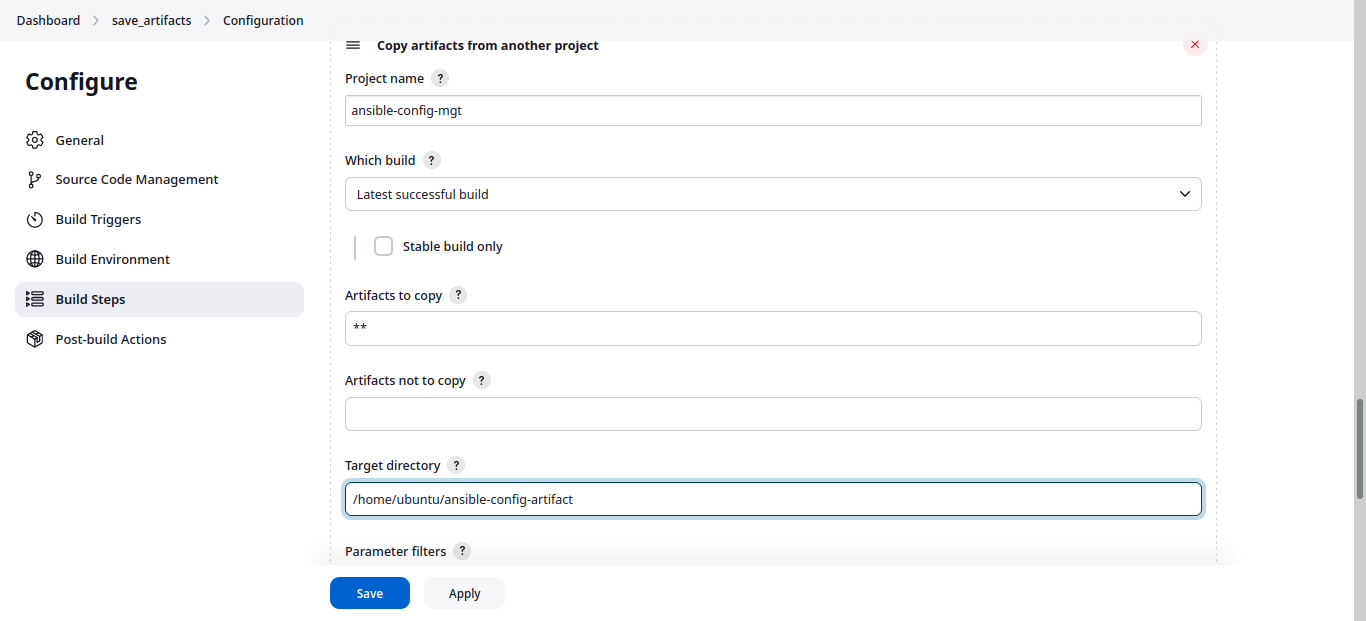 Dashboard > save_artifacts > Configuration
Configure
General
Source Code Management
Build Triggers
Build Environment
Build Steps
Post-build Actions
Copy artifacts from another project
Project name ?
ansible-config-mgt
Which build ?
Latest successful build
Stable build only
Artifacts to copy ?
**
Artifacts not to copy ?
Target directory ?
/home/ubuntu/ansible-config-artifact
Parameter filters ?
Save Apply